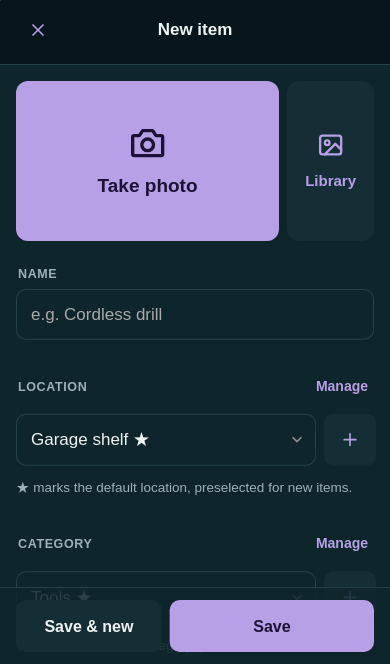 New item
Take photo
Library
NAME
e.g. Cordless drill
LOCATION
Manage
Garage shelf ★
★ marks the default location, preselected for new items.
CATEGORY
Manage
Tools ★
Save & new
Save